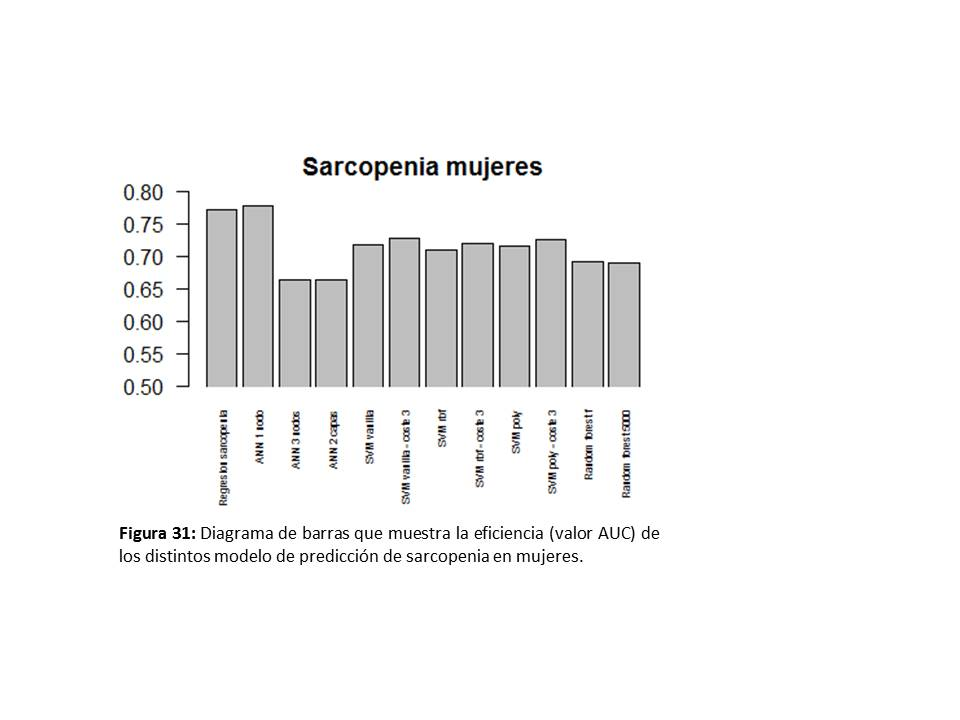 Sarcopenia mujeres
0.80
0.75
0.70
0.65
0.60
0.55
0.50
Regresion sarcopenia
ANN 1 nodo
ANN 3 nodos
ANN 2 capas
SVM vanilla
SVM vanilla - coste 3
SVM rbf
SVM rbf - coste 3
SVM poly
SVM poly - coste 3
Random forest f
Random forest 5000
Figura 31: Diagrama de barras que muestra la eficiencia (valor AUC) de
los distintos modelo de predicción de sarcopenia en mujeres.